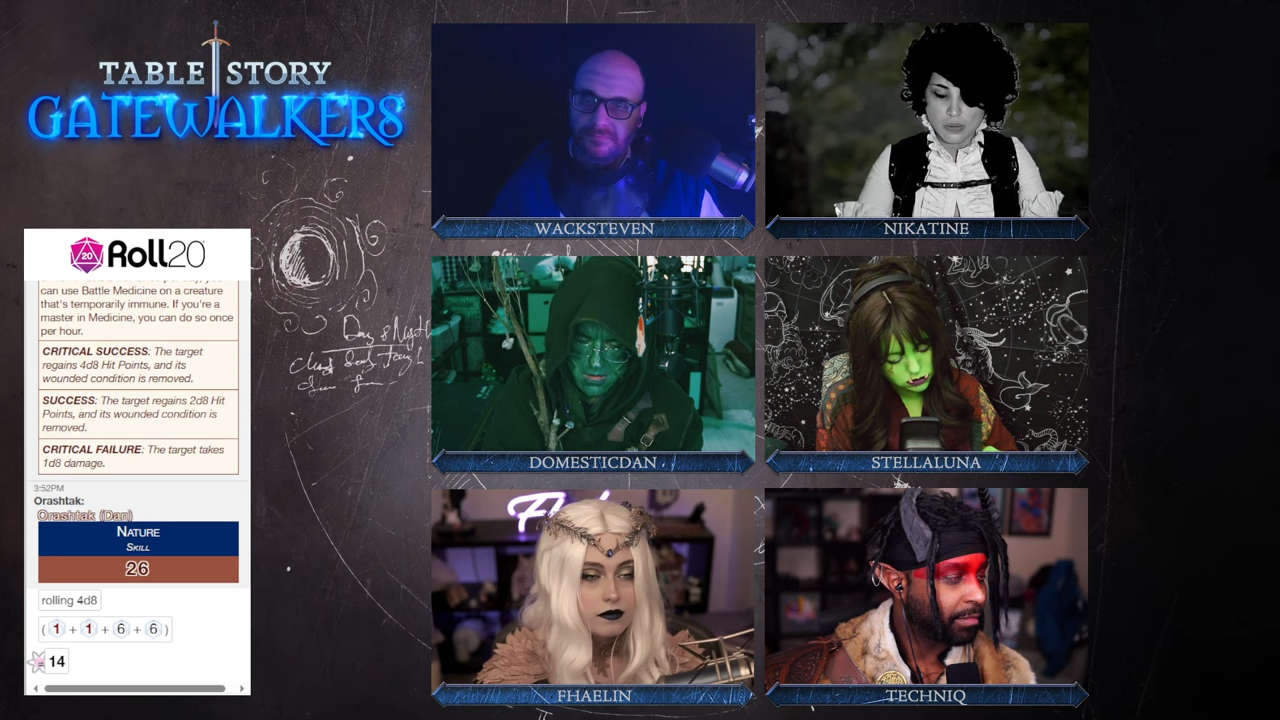 TABLE STORY
GATEWALKERS
WACKSTEVEN
NIKATINE
20 Roll20
can use Battle Medicine on a creature
that's temporarily immune. If you're a
master in Medicine, you can do so once
per hour.
CRITICAL SUCCESS: The target
regains 4d8 Hit Points, and its
wounded condition is removed.
SUCCESS: The target regains 2d8 Hit
Points, and its wounded condition is
removed.
CRITICAL FAILURE: The target takes
1d8 damage.
3:52PM
Orashtak:
Orashtak (Dan)
NATURE
SKILL
26
rolling 4d8
(1+1+6+6)
14
Day & Night
DOMESTICDAN
STELLALUNA
FHAELIN
TECHNIQ